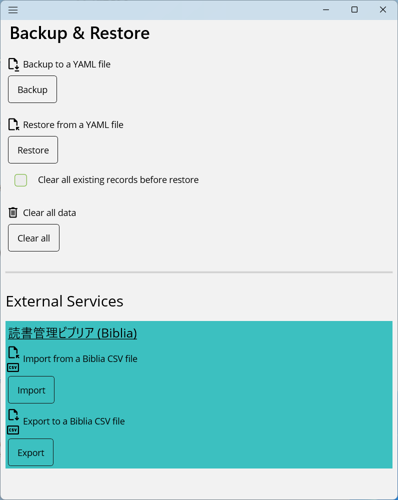 Backup & Restore
Backup to a YAML file
Backup
Restore from a YAML file
Restore
Clear all existing records before restore
Clear all data
Clear all
External Services
読書管理ビブリア (Biblia)
Import from a Biblia CSV file
CSV
Import
Export to a Biblia CSV file
CSV
Export